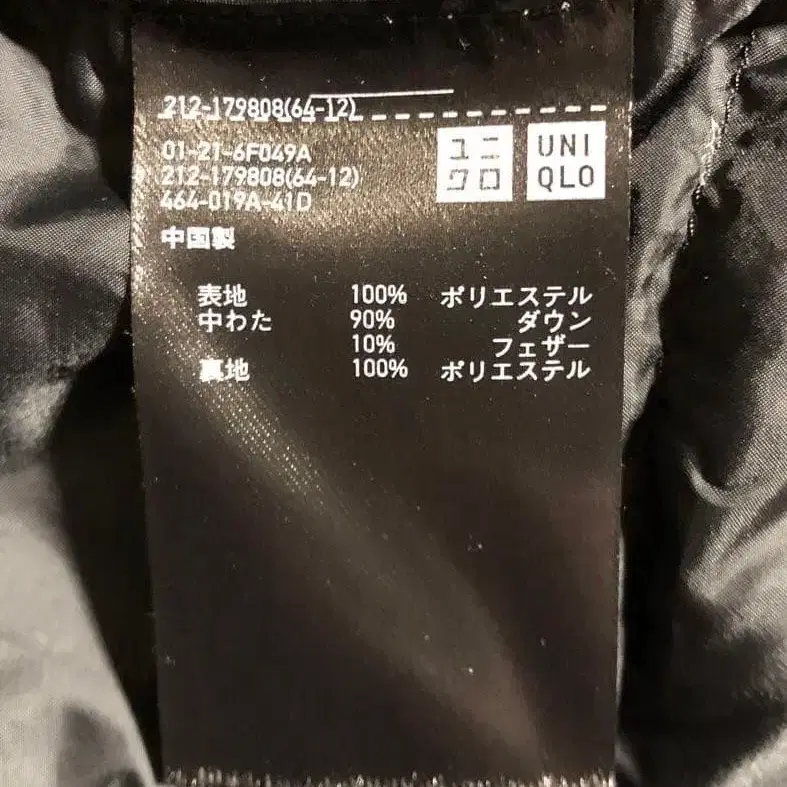 212-179808(64-12)
01-21-6F049A
212-179808(64-12)
464-019A-41D
ユニ
クロ
UNI
QLO
中国製
表地 100% ポリエステル
中わた 90% ダウン
10% フェザー
裏地 100% ポリエステル